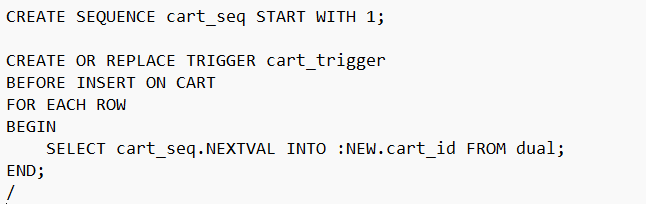 CREATE SEQUENCE cart_seq START WITH 1;
CREATE OR REPLACE TRIGGER cart_trigger
BEFORE INSERT ON CART
FOR EACH ROW
BEGIN
    SELECT cart_seq.NEXTVAL INTO :NEW.cart_id FROM dual;
END;
/